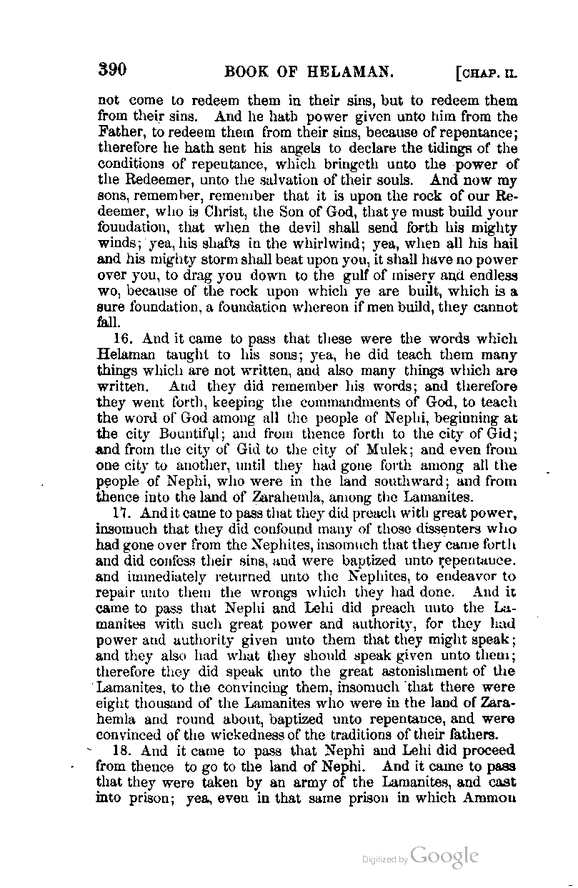 390 BOOK OF HELAMAN. [CHAP. II.
not come to redeem them in their sins, but to redeem them
from their sins. And he hath power given unto him from the
Father, to redeem them from their sins, because of repentance;
therefore he hath sent his angels to declare the tidings of the
conditions of repentance, which bringeth unto the power of
the Redeemer, unto the salvation of their souls. And now my
sons, remember, remember that it is upon the rock of our Re-
deemer, who is Christ, the Son of God, that ye must build your
foundation, that when the devil shall send forth his mighty
winds; yea, his shafts in the whirlwind; yea, when all his hail
and his mighty storm shall beat upon you, it shall have no power
over you, to drag you down to the gulf of misery and endless
wo, because of the rock upon which ye are built, which is a
sure foundation, a foundation whereon if men build, they cannot
fall.
16. And it came to pass that these were the words which
Helaman taught to his sons; yea, he did teach them many
things which are not written, and also many things which are
written. And they did remember his words; and therefore
they went forth, keeping the commandments of God, to teach
the word of God among all the people of Nephi, beginning at
the city Bountiful; and from thence forth to the city of Gid;
and from the city of Gid to the city of Mulek; and even from
one city to another, until they had gone forth among all the
people of Nephi, who were in the land southward; and from
thence into the land of Zarahemla, among the Lamanites.
17. And it came to pass that they did preach with great power,
insomuch that they did confound many of those dissenters who
had gone over from the Nephites, insomuch that they came forth
and did confess their sins, and were baptized unto repentance.
and immediately returned unto the Nephites, to endeavor to
repair unto them the wrongs which they had done. And it
came to pass that Nephi and Lehi did preach unto the La-
manites with such great power and authority, for they had
power and authority given unto them that they might speak;
and they also had what they should speak given unto them;
therefore they did speak unto the great astonishment of the
Lamanites, to the convincing them, insomuch that there were
eight thousand of the Lamanites who were in the land of Zara-
hemla and round about, baptized unto repentance, and were
convinced of the wickedness of the traditions of their fathers.
18. And it came to pass that Nephi and Lehi did proceed
from thence to go to the land of Nephi. And it came to pass
that they were taken by an army of the Lamanites, and cast
into prison; yea, even in that same prison in which Ammon
Digitized by Google